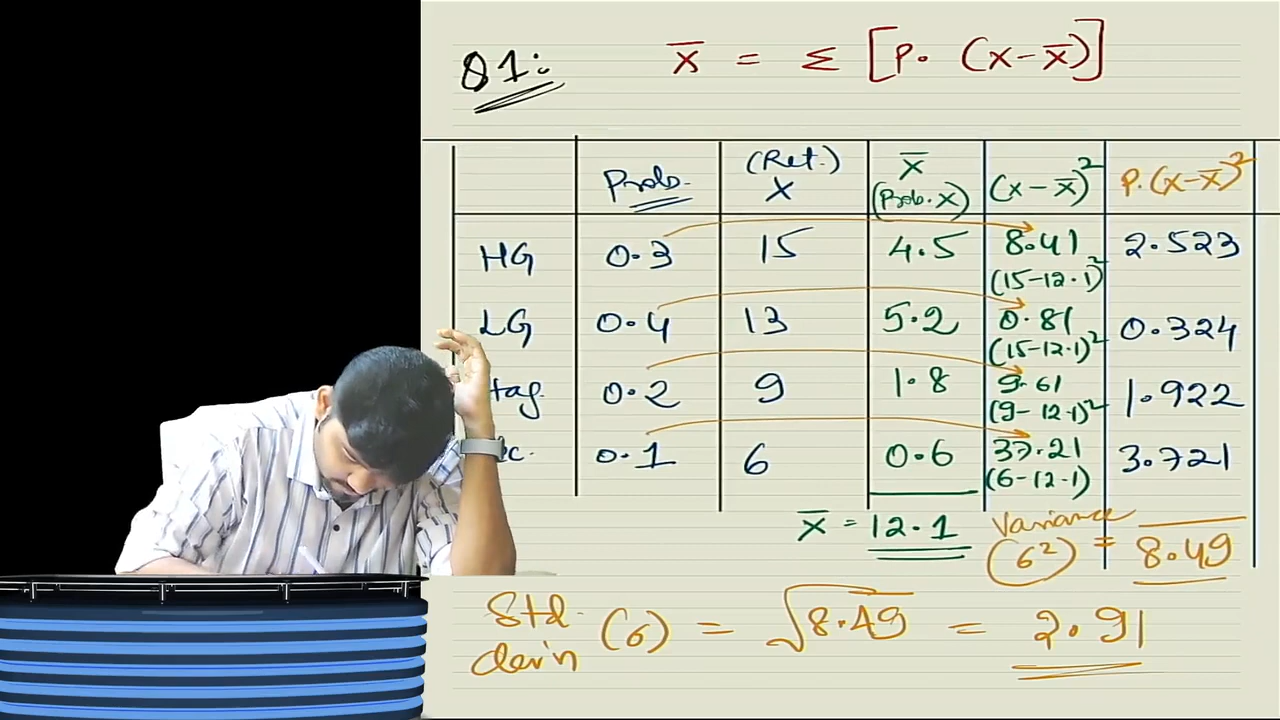 Q1:
x̄ = Σ [P. (x-x̄)]
Prob. (Ret.) X x̄ (Prob. X) (x-x̄)² P.(x-x̄)²
HG 0.3 15 4.5 8.41 2.523
(15-12.1)²
LG 0.4 13 5.2 0.81 0.324
(15-12.1)²
tag. 0.2 9 1.8 9.61 1.922
(9-12.1)²
c. 0.1 6 0.6 37.21 3.721
(6-12.1)
x̄ = 12.1 Variance (σ²) = 8.49
Std. dev'n (σ) = √8.49 = 2.91